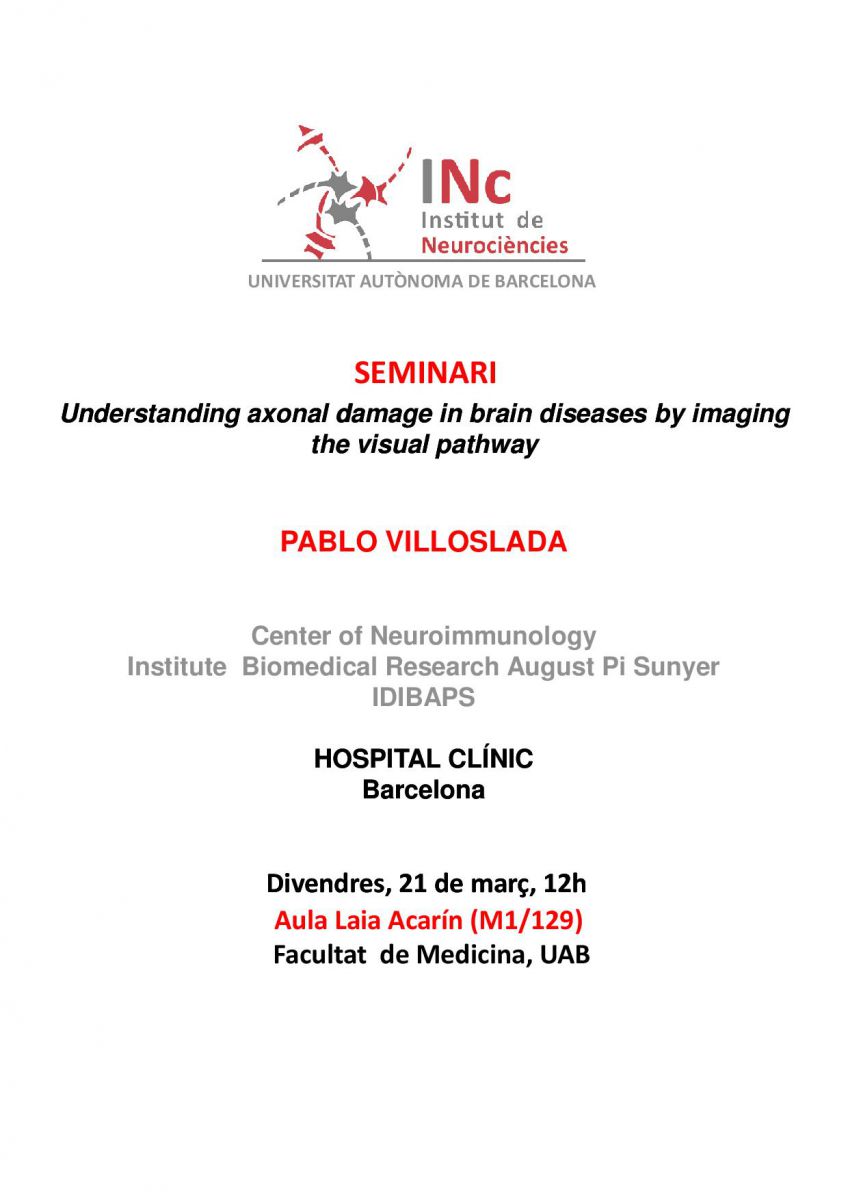 INc
Institut de
Neurociències
UNIVERSITAT AUTÒNOMA DE BARCELONA
SEMINARI
Understanding axonal damage in brain diseases by imaging
the visual pathway
PABLO VILLOSLADA
Center of Neuroimmunology
Institute Biomedical Research August Pi Sunyer
IDIBAPS
HOSPITAL CLÍNIC
Barcelona
Divendres, 21 de març, 12h
Aula Laia Acarín (M1/129)
Facultat de Medicina, UAB